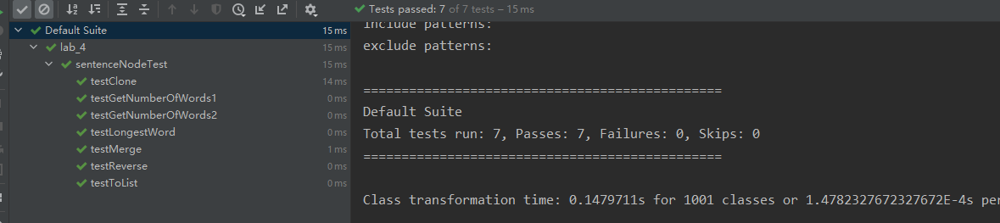 Tests passed: 7 of 7 tests – 15 ms
Default Suite 15 ms
lab_4 15 ms
sentenceNodeTest 15 ms
testClone 14 ms
testGetNumberOfWords1 0 ms
testGetNumberOfWords2 0 ms
testLongestWord 0 ms
testMerge 1 ms
testReverse 0 ms
testToList 0 ms
include patterns:
exclude patterns:
===============================================
Default Suite
Total tests run: 7, Passes: 7, Failures: 0, Skips: 0
===============================================
Class transformation time: 0.1479711s for 1001 classes or 1.4782327672327672E-4s per